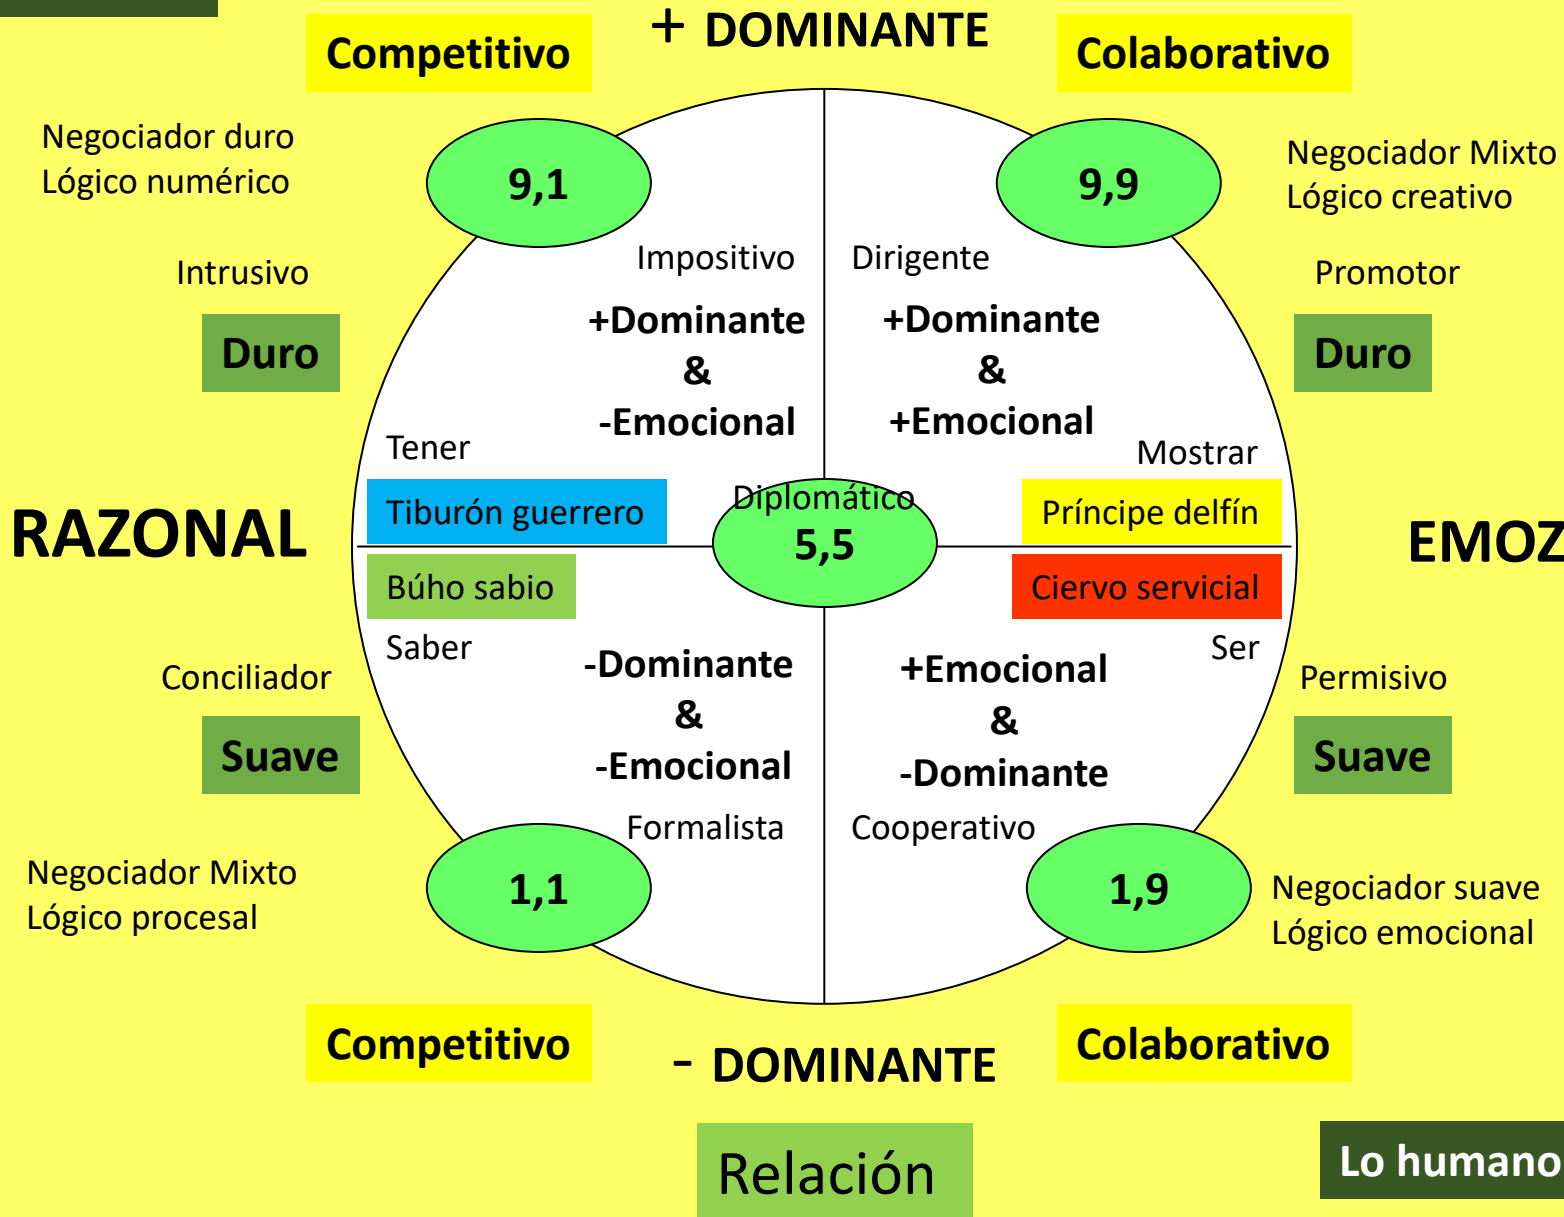 + DOMINANTE
Competitivo
Colaborativo
Negociador duro
Lógico numérico
9,1
9,9
Negociador Mixto
Lógico creativo
Intrusivo
Impositivo
Dirigente
Promotor
Duro
+Dominante
&
-Emocional
+Dominante
&
+Emocional
Duro
Tener
Mostrar
Tiburón guerrero
Diplomático
5,5
Príncipe delfín
RAZONAL
EMOZ
Búho sabio
Ciervo servicial
Saber
Ser
Conciliador
-Dominante
&
-Emocional
+Emocional
&
-Dominante
Permisivo
Suave
Suave
Formalista
Cooperativo
Negociador Mixto
Lógico procesal
1,1
1,9
Negociador suave
Lógico emocional
Competitivo
Colaborativo
- DOMINANTE
Relación
Lo humano